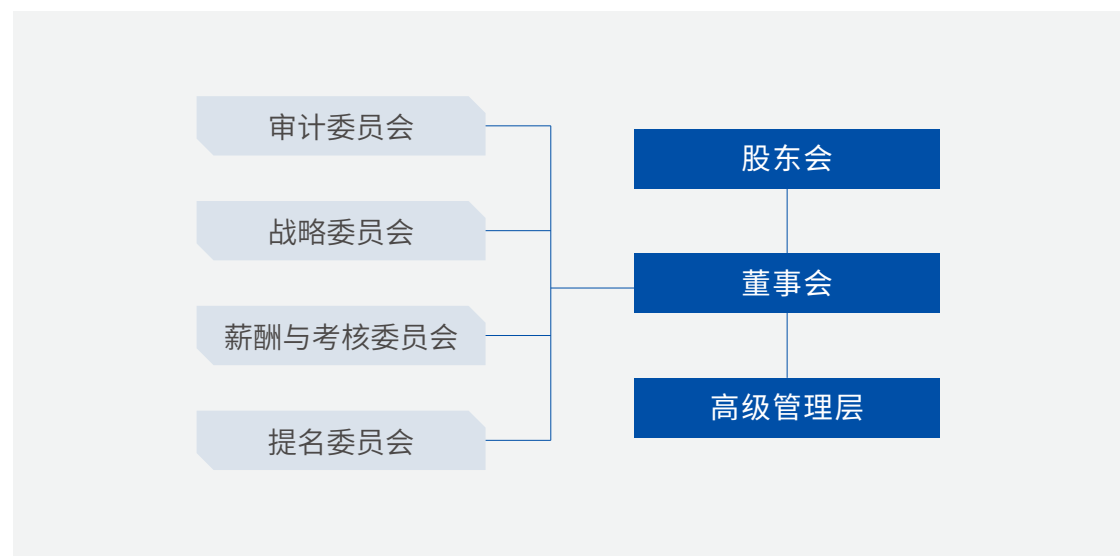 审计委员会
战略委员会
薪酬与考核委员会
提名委员会
股东会
董事会
高级管理层